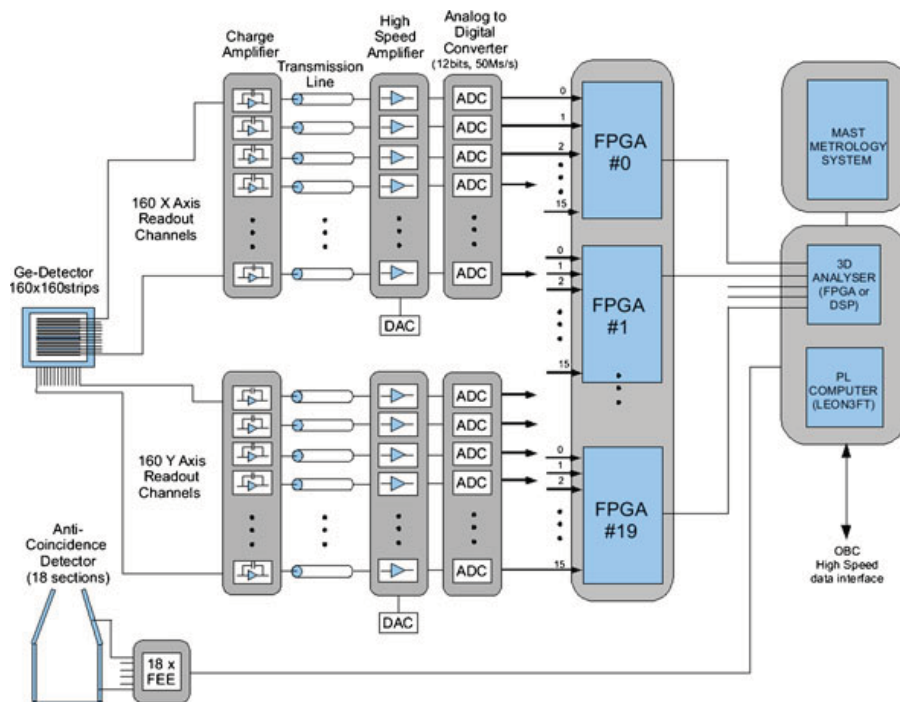 Charge
Amplifier
Transmission
Line
High
Speed
Amplifier
Analog to
Digital
Converter
(12bits, 50Ms/s)
ADC
ADC
ADC
ADC
ADC
DAC
0
1
2
15
FPGA
#0
0
1
2
15
FPGA
#1
160 X Axis
Readout
Channels
Ge-Detector
160x160strips
MAST
METROLOGY
SYSTEM
3D
ANALYSER
(FPGA or
DSP)
PL
COMPUTER
(LEON3FT)
OBC
High Speed
data interface
160 Y Axis
Readout
Channels
ADC
ADC
ADC
ADC
ADC
DAC
0
1
2
15
FPGA
#19
Anti-
Coincidence
Detector
(18 sections)
18 x
FEE